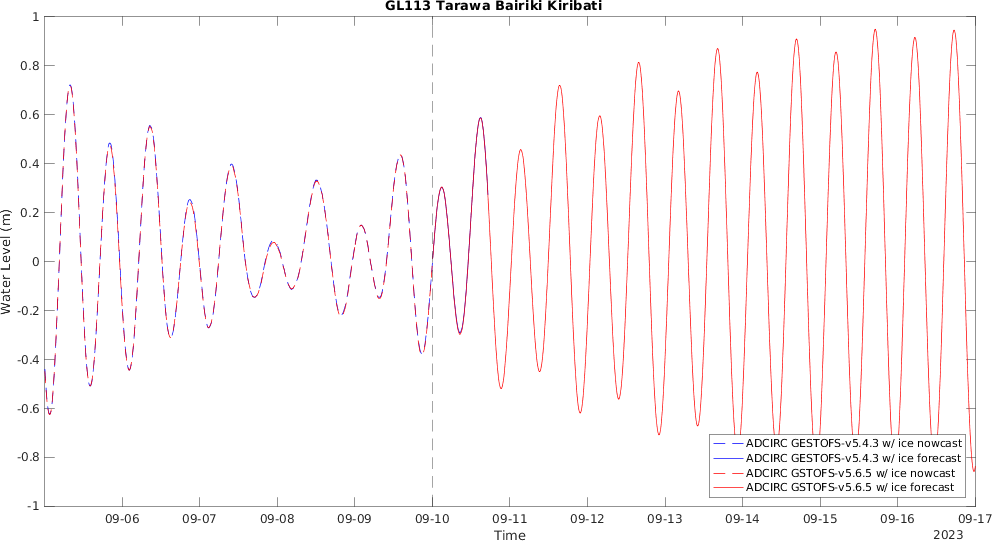 GL113 Tarawa Bairiki Kiribati
Water Level (m)
1
0.8
0.6
0.4
0.2
0
-0.2
-0.4
-0.6
-0.8
-1
ADCIRC GESTOFS-v5.4.3 w/ ice nowcast
ADCIRC GESTOFS-v5.4.3 w/ ice forecast
ADCIRC GSTOFS-v5.6.5 w/ ice nowcast
ADCIRC GSTOFS-v5.6.5 w/ ice forecast
09-06 09-07 09-08 09-09 09-10 09-11 09-12 09-13 09-14 09-15 09-16 09-17
Time
2023